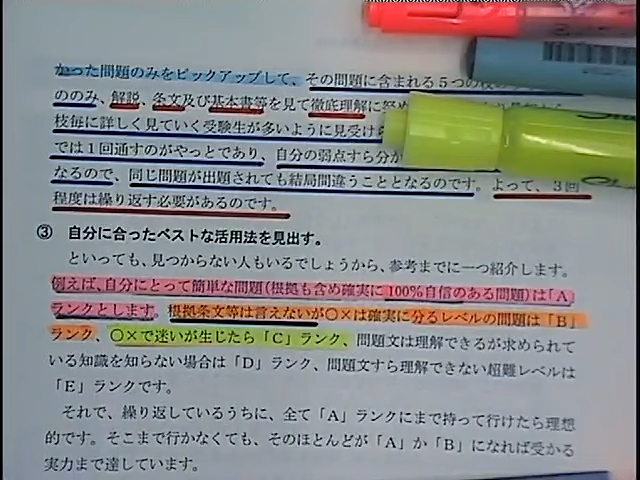 かった問題のみをピックアップして、その問題に含まれる５つの
ののみ、解説、条文及び基本書等を見て徹底理解に努
枝毎に詳しく見ていく受験生が多いように見受け
では１回通すのがやっとであり、自分の弱点すら分か
なるので、同じ問題が出題されても結局間違うこととなるのです。よって、３回
程度は繰り返す必要があるのです。
③ 自分に合ったベストな活用法を見出す。
といっても、見つからない人もいるでしょうから、参考までに一つ紹介します。
例えば、自分にとって簡単な問題(根拠も含め確実に100%自信のある問題)は「Ａ」
ランクとします。根拠条文等は言えないが○×は確実に分るレベルの問題は「Ｂ」
ランク、○×で迷いが生じたら「Ｃ」ランク、問題文は理解できるが求められて
いる知識を知らない場合は「Ｄ」ランク、問題文すら理解できない超難レベルは
「Ｅ」ランクです。
それで、繰り返しているうちに、全て「Ａ」ランクにまで持って行けたら理想
的です。そこまで行かなくても、そのほとんどが「Ａ」か「Ｂ」になれば受かる
実力まで達しています。